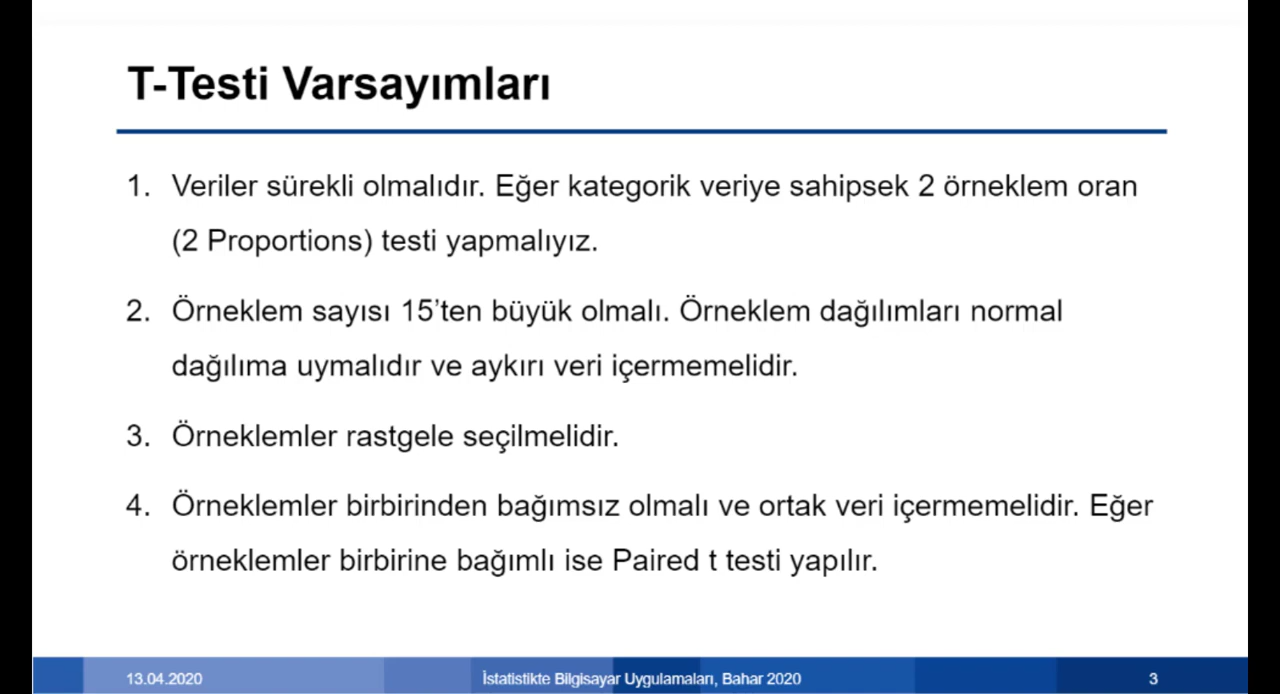 T-Testi Varsayımları
1. Veriler sürekli olmalıdır. Eğer kategorik veriye sahipsek 2 örneklem oran
(2 Proportions) testi yapmalıyız.
2. Örneklem sayısı 15’ten büyük olmalı. Örneklem dağılımları normal
dağılıma uymalıdır ve aykırı veri içermemelidir.
3. Örneklemler rastgele seçilmelidir.
4. Örneklemler birbirinden bağımsız olmalı ve ortak veri içermemelidir. Eğer
örneklemler birbirine bağımlı ise Paired t testi yapılır.
13.04.2020 İstatistikte Bilgisayar Uygulamaları, Bahar 2020 3